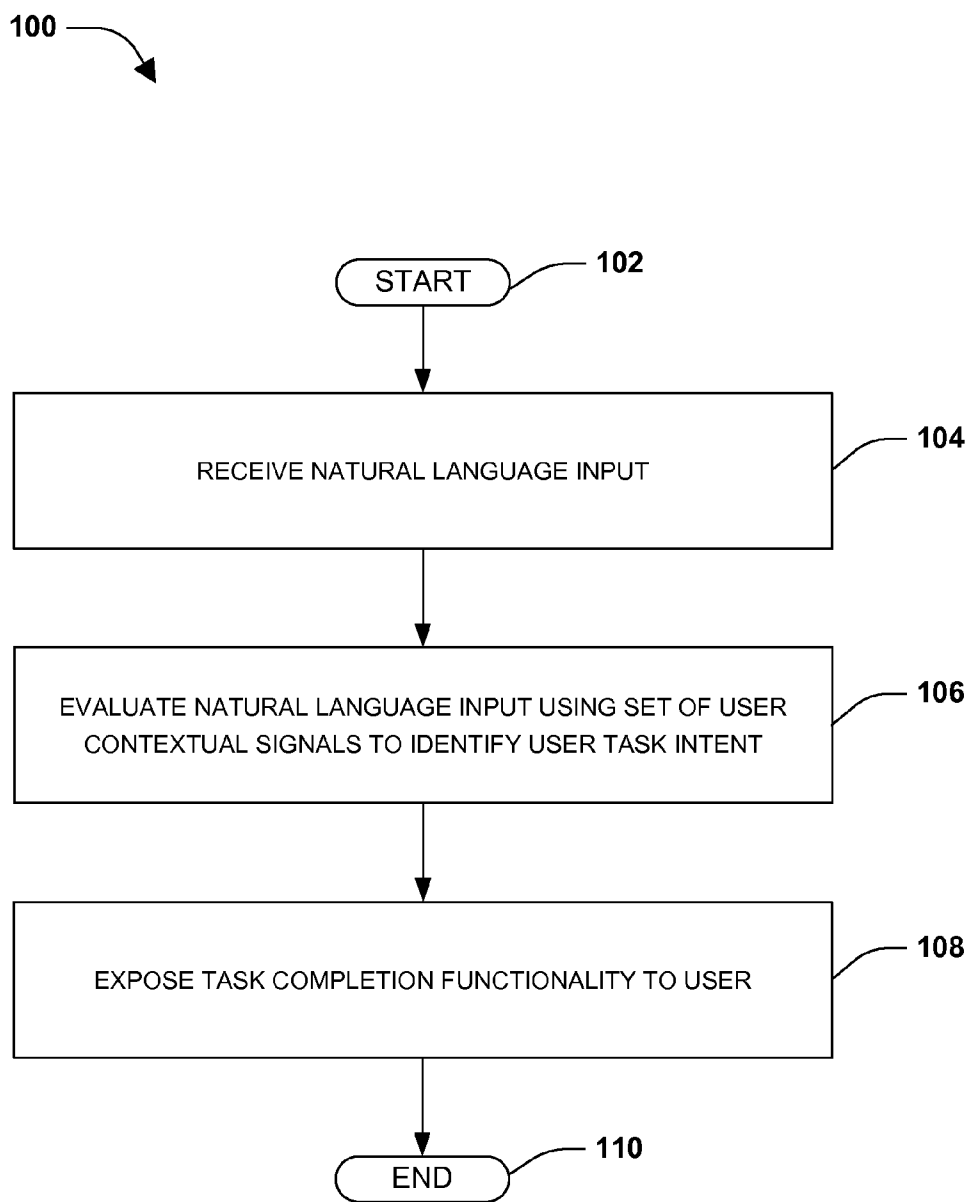 100
START
102
104
RECEIVE NATURAL LANGUAGE INPUT
106
EVALUATE NATURAL LANGUAGE INPUT USING SET OF USER
CONTEXTUAL SIGNALS TO IDENTIFY USER TASK INTENT
108
EXPOSE TASK COMPLETION FUNCTIONALITY TO USER
110
END